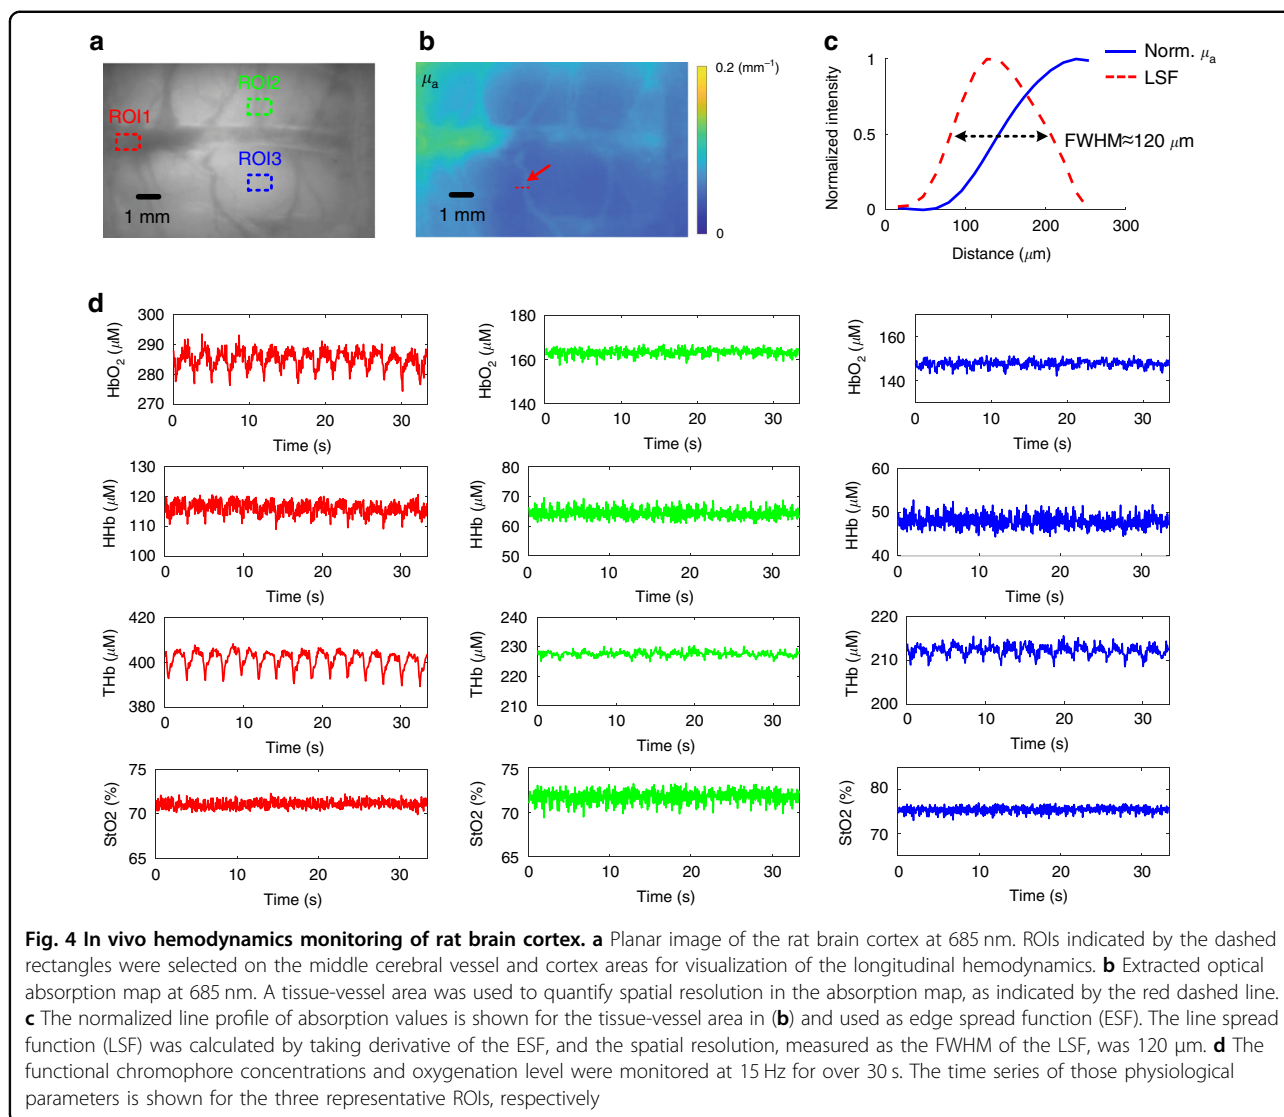 a
ROI1
ROI2
ROI3
1 mm
b
μa
1 mm
0.2 (mm⁻¹)
0
c
Normalized intensity
1
0.5
0
0
100
200
300
Distance (μm)
Norm. μa
LSF
FWHM≈120 μm
d
HbO₂ (μM)
300
290
280
270
0 10 20 30
Time (s)
HbO₂ (μM)
180
160
140
0 10 20 30
Time (s)
HbO₂ (μM)
160
140
0 10 20 30
Time (s)
HHb (μM)
130
120
110
100
0 10 20 30
Time (s)
HHb (μM)
80
70
60
50
0 10 20 30
Time (s)
HHb (μM)
60
50
40
0 10 20 30
Time (s)
THb (μM)
420
400
380
0 10 20 30
Time (s)
THb (μM)
240
230
220
210
0 10 20 30
Time (s)
THb (μM)
220
210
200
0 10 20 30
Time (s)
StO2 (%)
75
70
65
0 10 20 30
Time (s)
StO2 (%)
75
70
65
0 10 20 30
Time (s)
StO2 (%)
80
70
0 10 20 30
Time (s)
Fig. 4 In vivo hemodynamics monitoring of rat brain cortex. a Planar image of the rat brain cortex at 685 nm. ROIs indicated by the dashed
rectangles were selected on the middle cerebral vessel and cortex areas for visualization of the longitudinal hemodynamics. b Extracted optical
absorption map at 685 nm. A tissue-vessel area was used to quantify spatial resolution in the absorption map, as indicated by the red dashed line.
c The normalized line profile of absorption values is shown for the tissue-vessel area in (b) and used as edge spread function (ESF). The line spread
function (LSF) was calculated by taking derivative of the ESF, and the spatial resolution, measured as the FWHM of the LSF, was 120 μm. d The
functional chromophore concentrations and oxygenation level were monitored at 15 Hz for over 30 s. The time series of those physiological
parameters is shown for the three representative ROIs, respectively